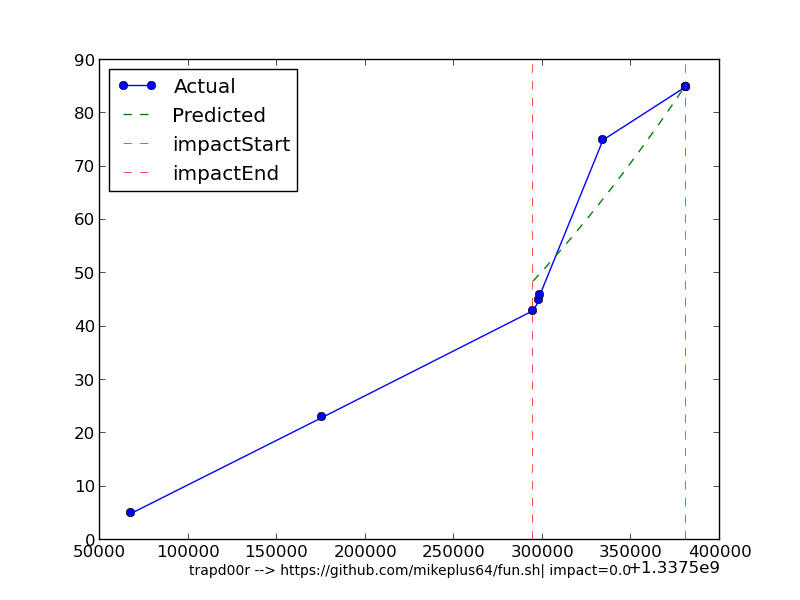 90
80
70
60
50
40
30
20
10
0
Actual
Predicted
impactStart
impactEnd
50000 100000 150000 200000 250000 300000 350000 400000
+1.3375e9
trapd00r --> https://github.com/mikeplus64/fun.sh| impact=0.0